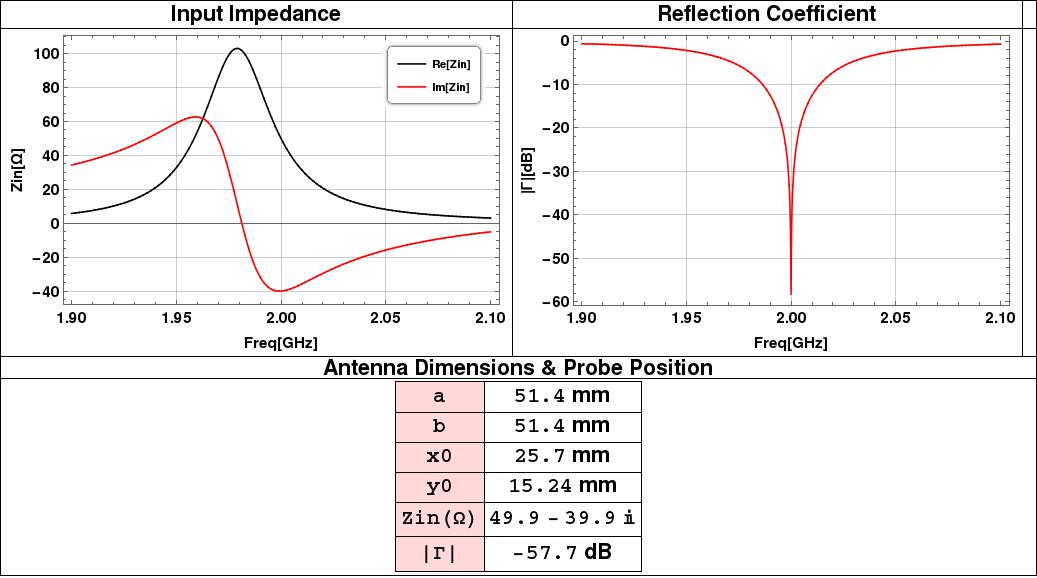 Input Impedance
Reflection Coefficient
100
80
60
40
20
0
−20
−40
Zin[Ω]
Re[Zin]
Im[Zin]
1.90 1.95 2.00 2.05 2.10
Freq[GHz]
0
−10
−20
−30
−40
−50
−60
|Γ|[dB]
1.90 1.95 2.00 2.05 2.10
Freq[GHz]
Antenna Dimensions & Probe Position
a 51.4 mm
b 51.4 mm
x0 25.7 mm
y0 15.24 mm
Zin(Ω) 49.9 − 39.9 ⅈ
|Γ| −57.7 dB